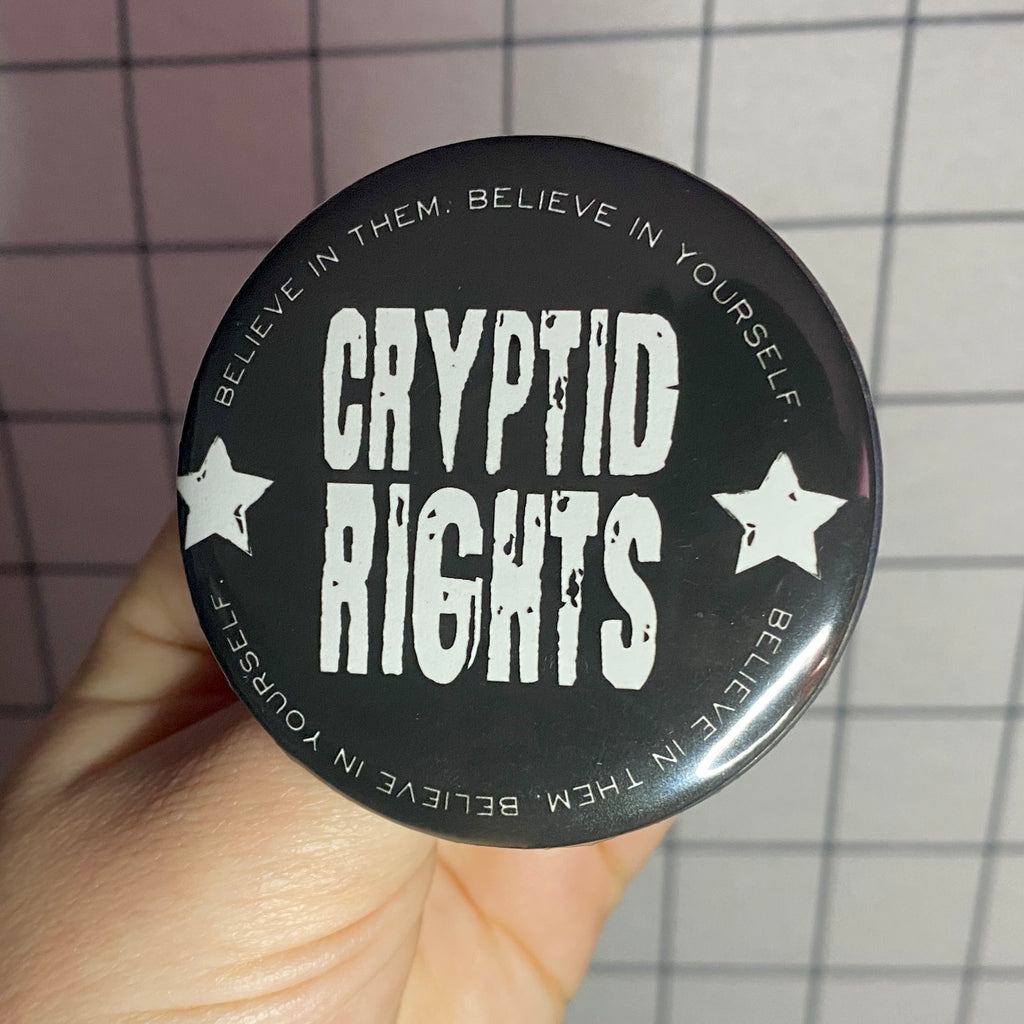 BELIEVE IN THEM. BELIEVE IN YOURSELF.
CRYPTID
RIGHTS
BELIEVE IN THEM. BELIEVE IN YOURSELF.